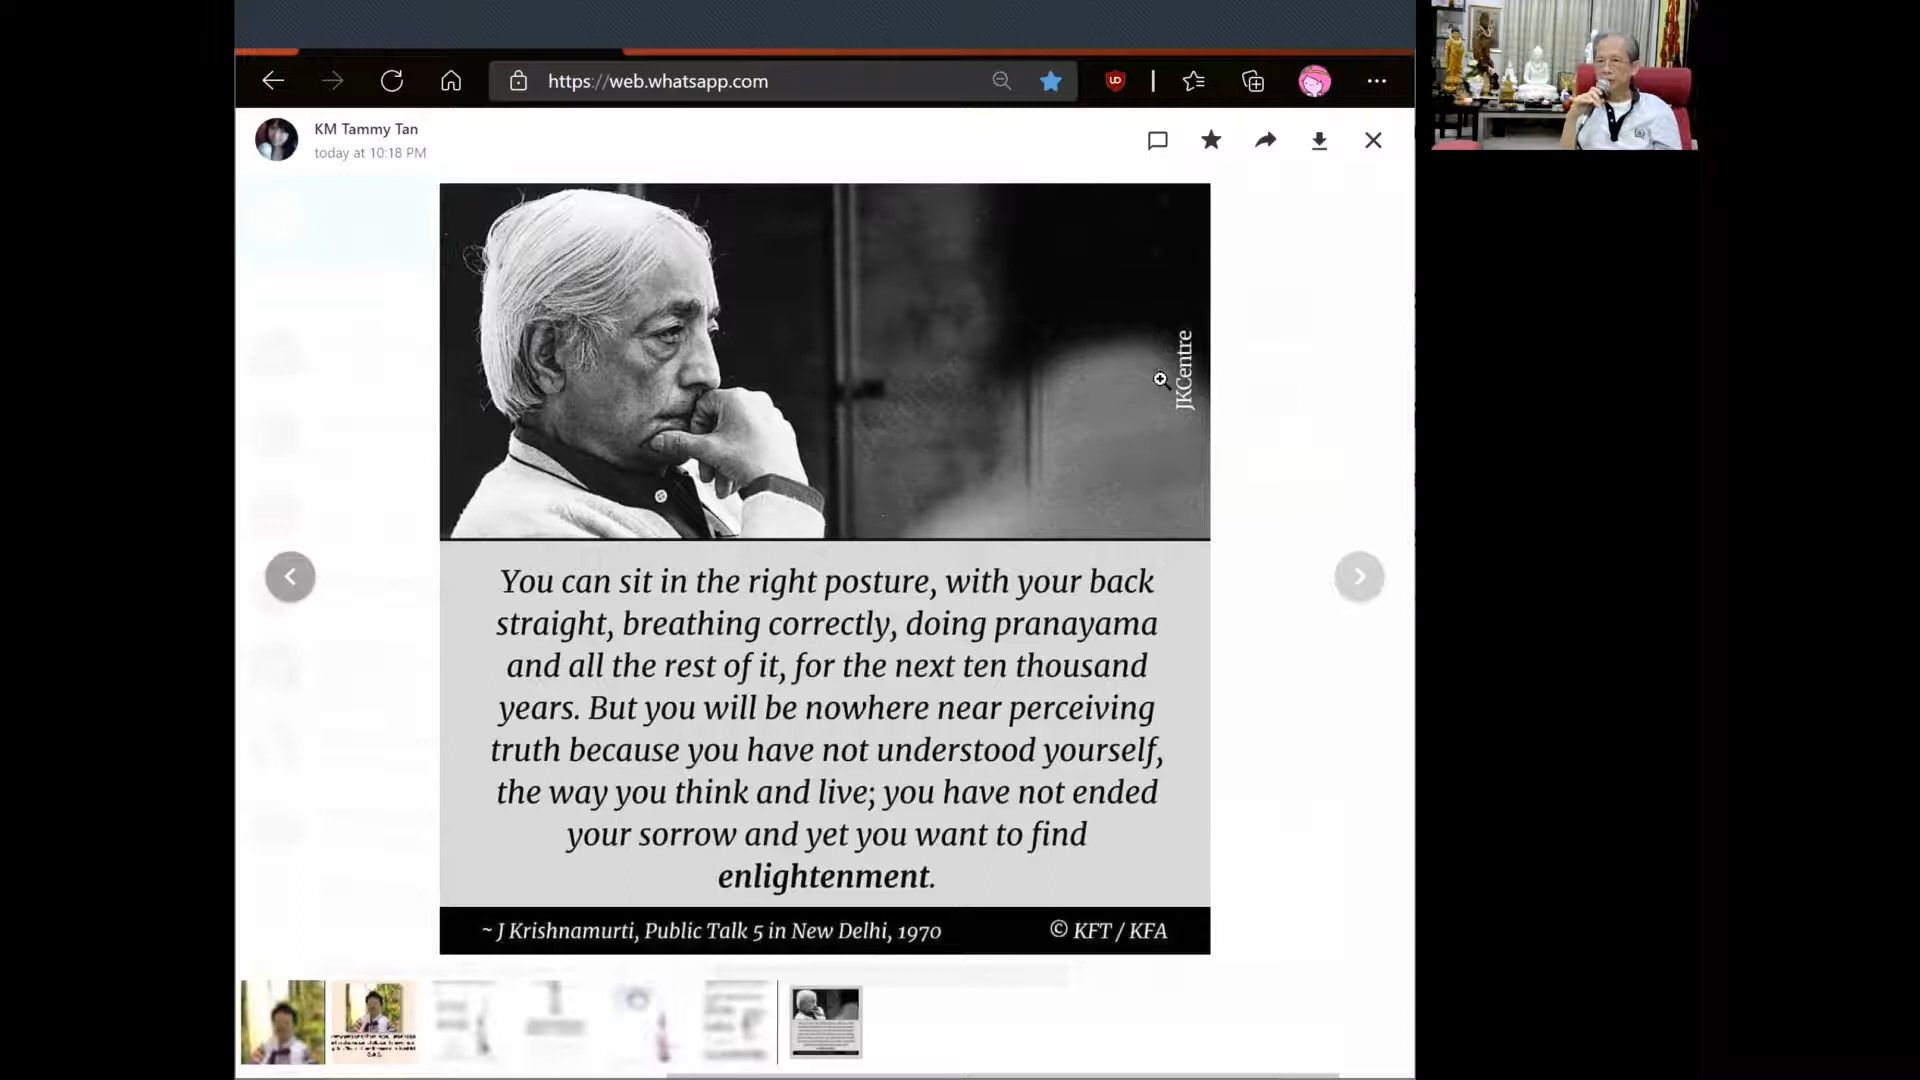 https://web.whatsapp.com
UD
KM Tammy Tan
today at 10:18 PM
JKCentre
You can sit in the right posture, with your back
straight, breathing correctly, doing pranayama
and all the rest of it, for the next ten thousand
years. But you will be nowhere near perceiving
truth because you have not understood yourself,
the way you think and live; you have not ended
your sorrow and yet you want to find
enlightenment.
~ J Krishnamurti, Public Talk 5 in New Delhi, 1970
© KFT / KFA